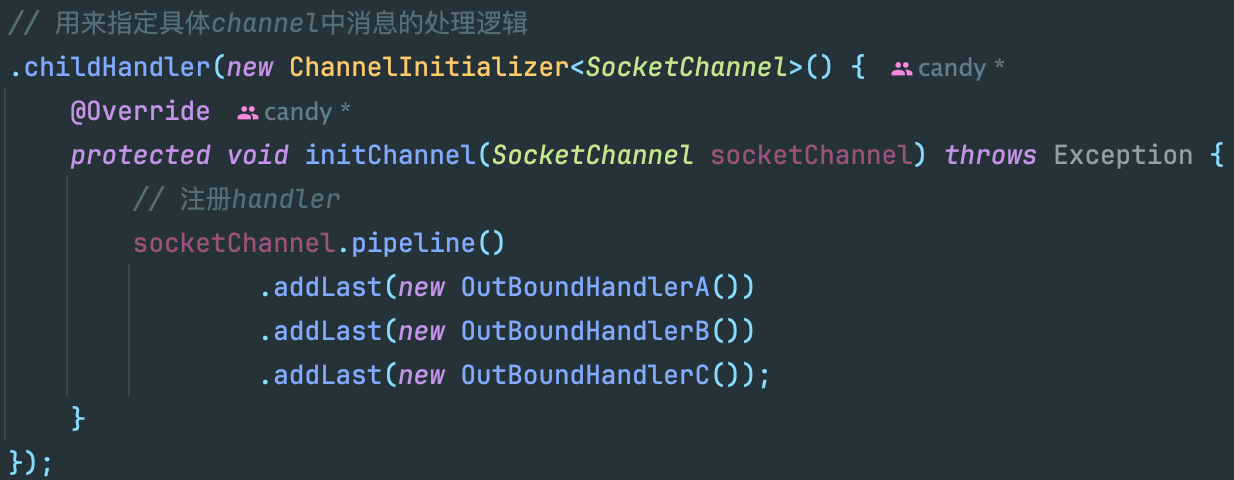 // 用来指定具体channel中消息的处理逻辑
.childHandler(new ChannelInitializer<SocketChannel>() { candy *
@Override candy *
protected void initChannel(SocketChannel socketChannel) throws Exception {
// 注册handler
socketChannel.pipeline()
.addLast(new OutBoundHandlerA())
.addLast(new OutBoundHandlerB())
.addLast(new OutBoundHandlerC());
}
});